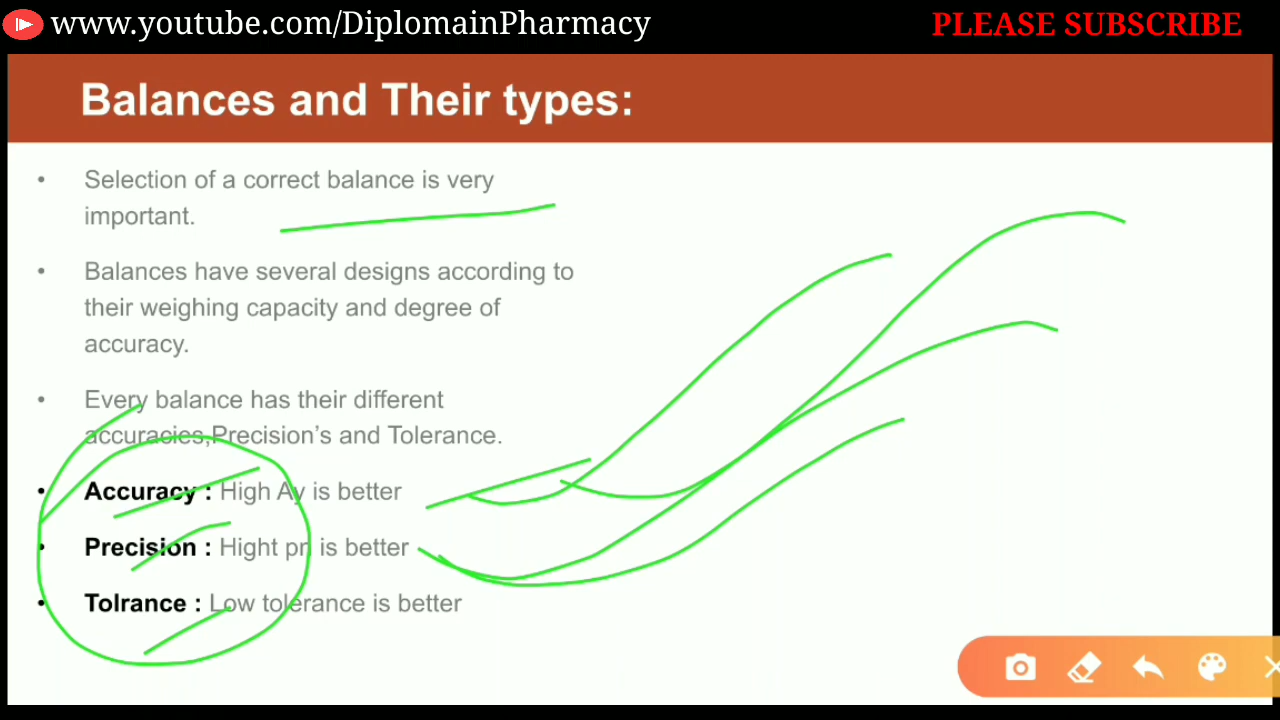 www.youtube.com/DiplomainPharmacy
PLEASE SUBSCRIBE
Balances and Their types:
• Selection of a correct balance is very
important.
• Balances have several designs according to
their weighing capacity and degree of
accuracy.
• Every balance has their different
accuracies,Precision's and Tolerance.
• Accuracy : High Ay is better
• Precision : Hight pn is better
• Tolrance : Low tolerance is better